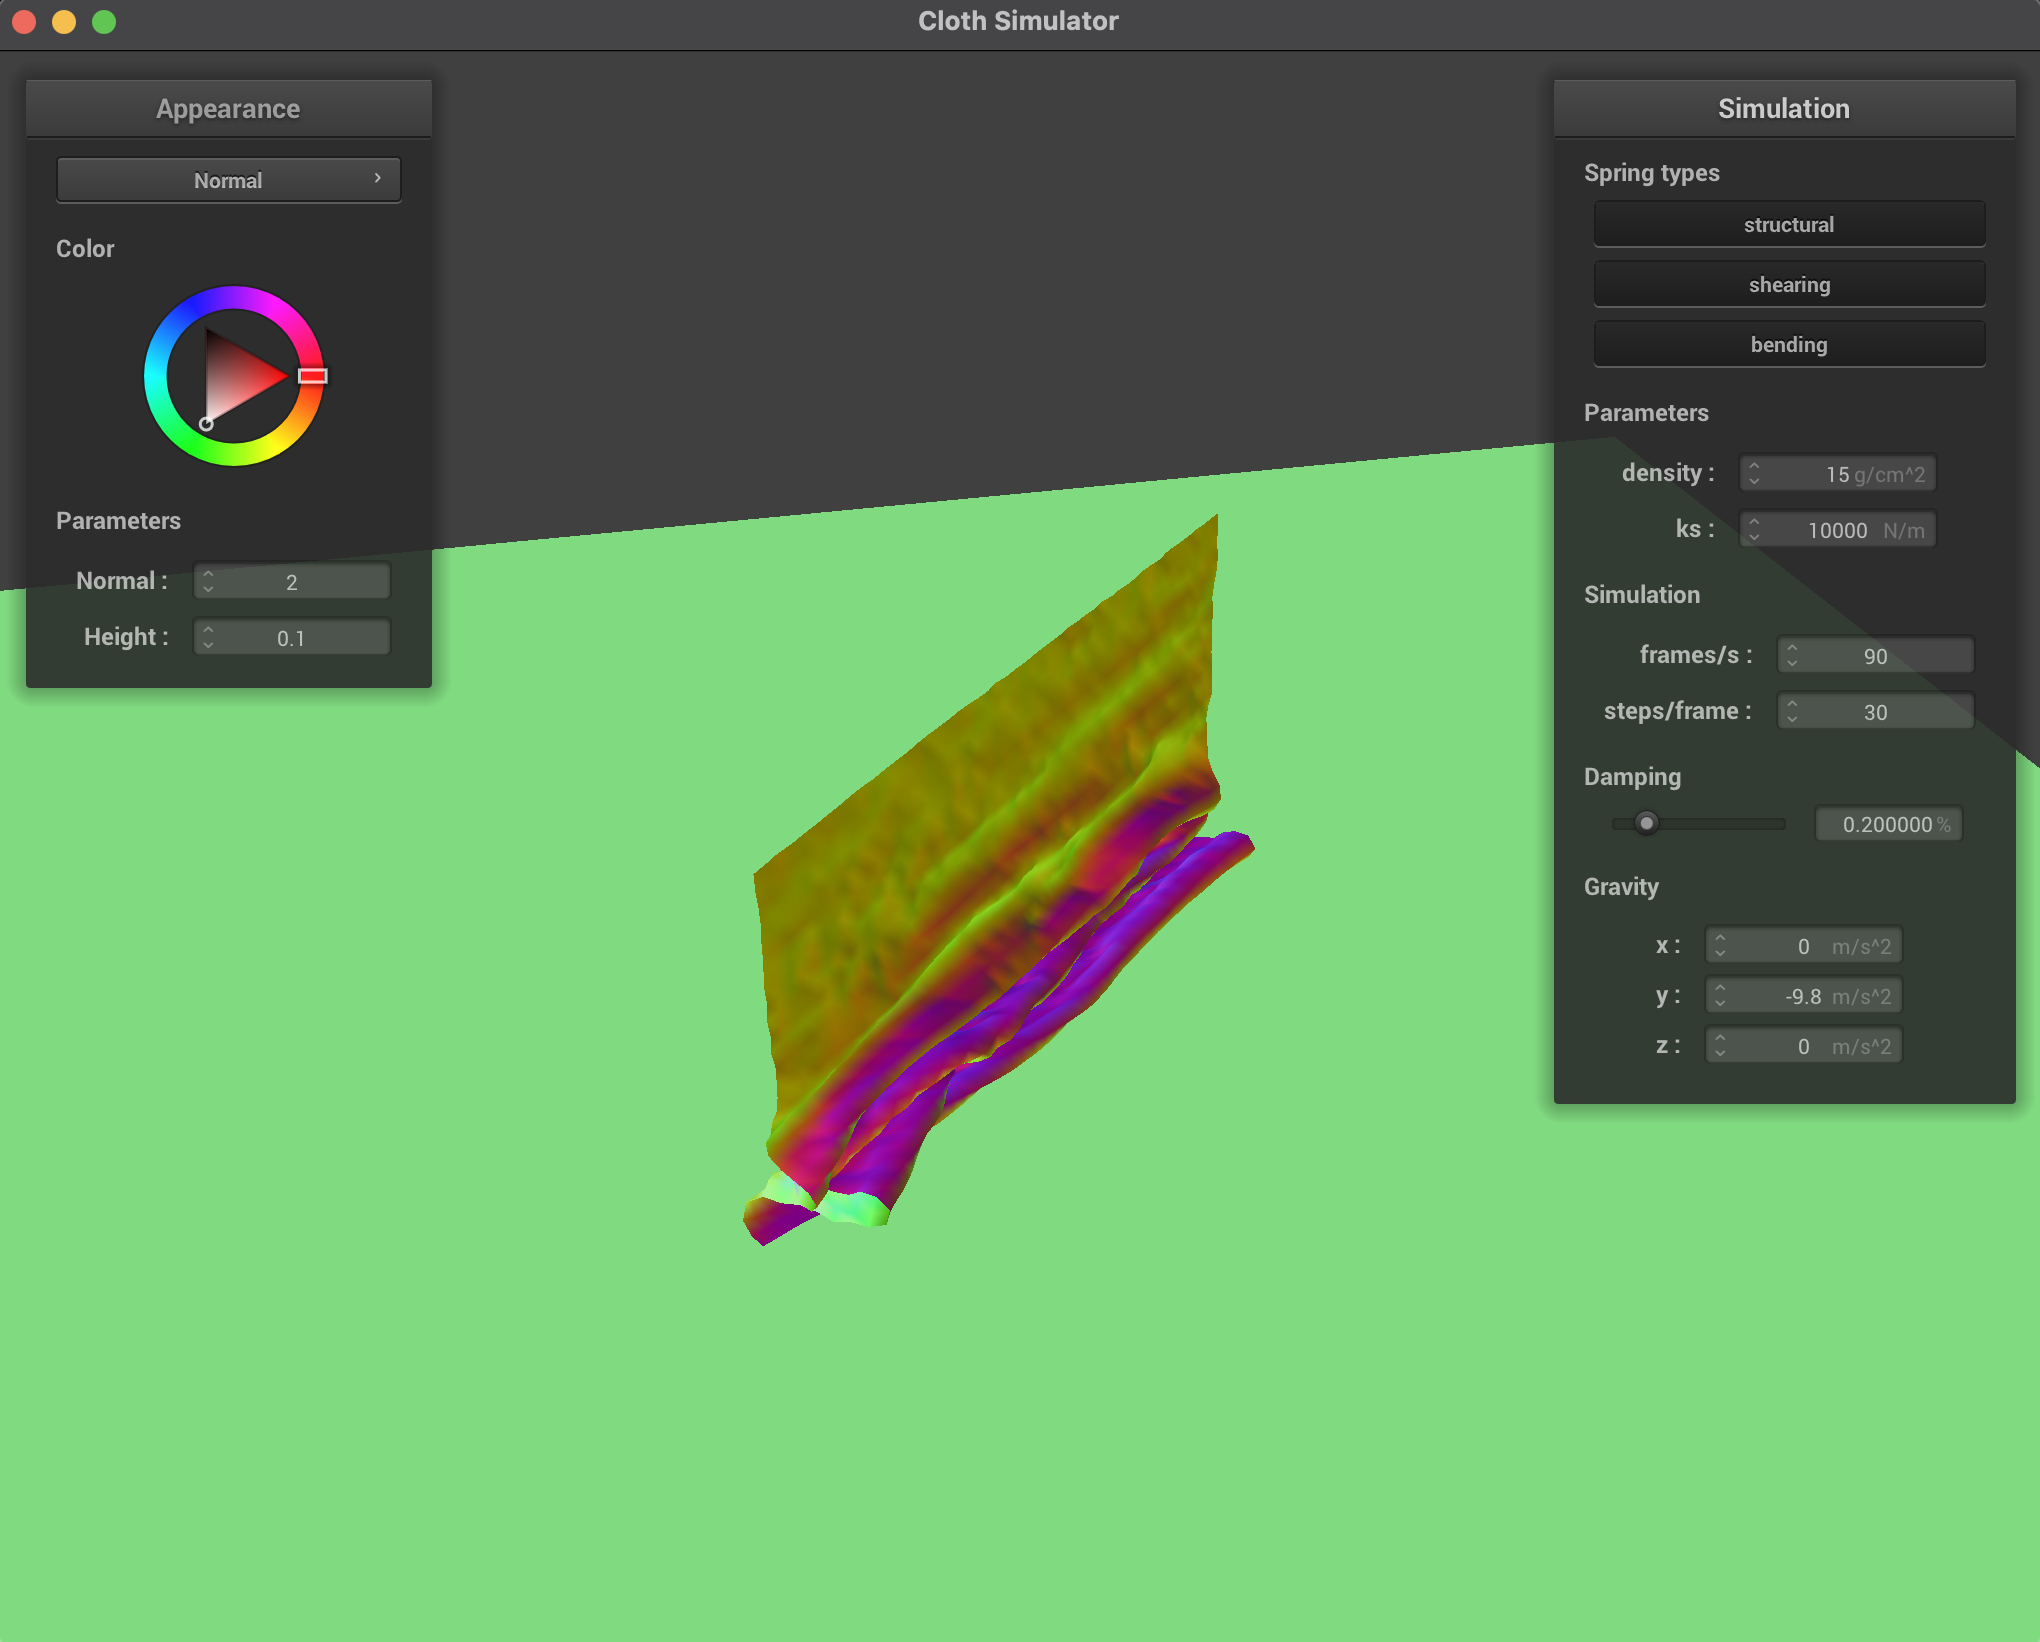 Cloth Simulator
Appearance
Normal
Color
Parameters
Normal : 2
Height : 0.1
Simulation
Spring types
structural
shearing
bending
Parameters
density : 15 g/cm^2
ks : 10000 N/m
Simulation
frames/s : 90
steps/frame : 30
Damping
0.200000 %
Gravity
x : 0 m/s^2
y : -9.8 m/s^2
z : 0 m/s^2